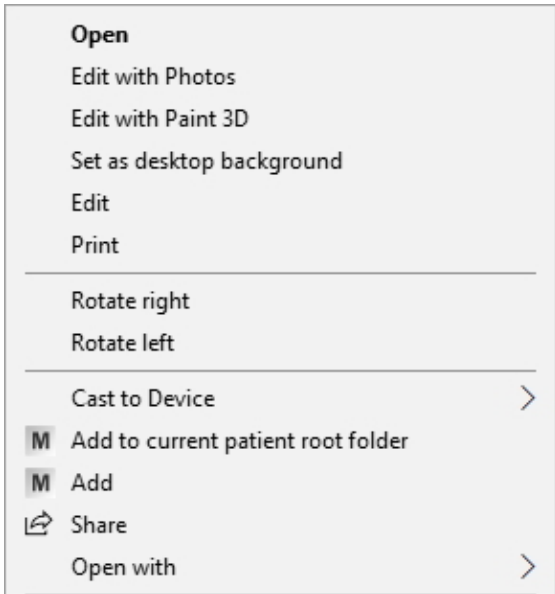 Open
Edit with Photos
Edit with Paint 3D
Set as desktop background
Edit
Print
Rotate right
Rotate left
Cast to Device
M Add to current patient root folder
M Add
Share
Open with